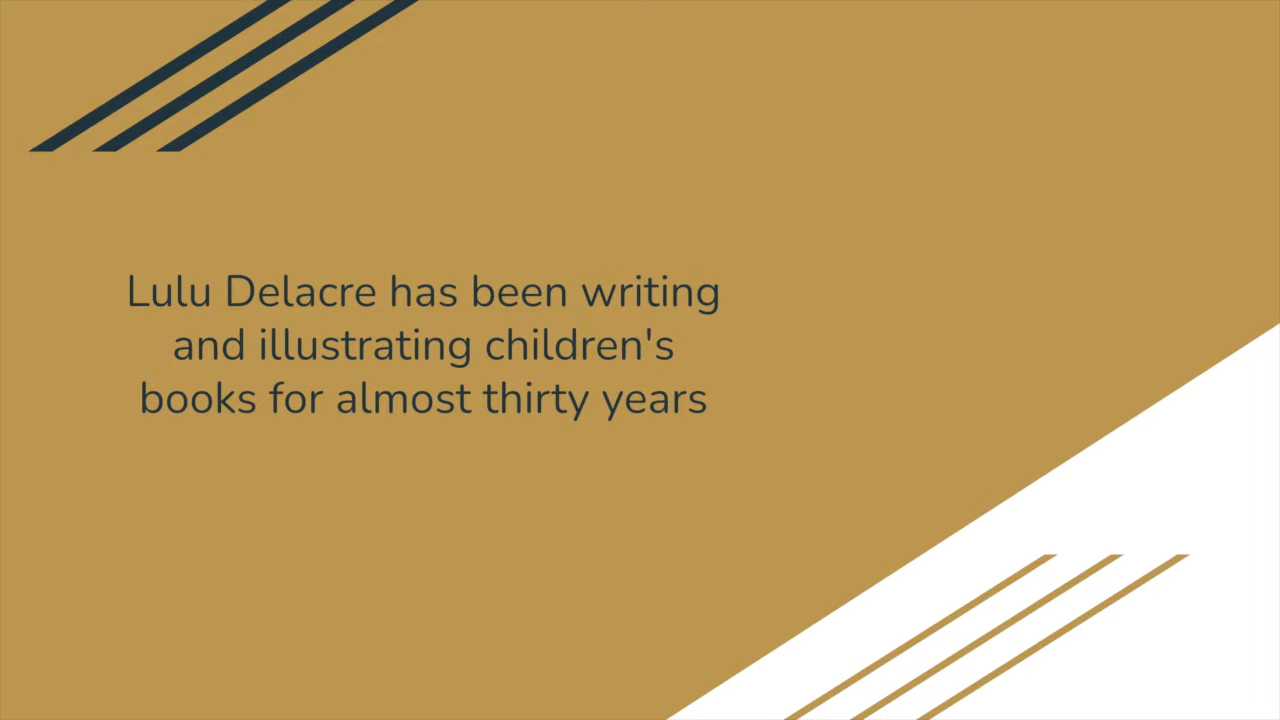 Lulu Delacre has been writing
and illustrating children's
books for almost thirty years